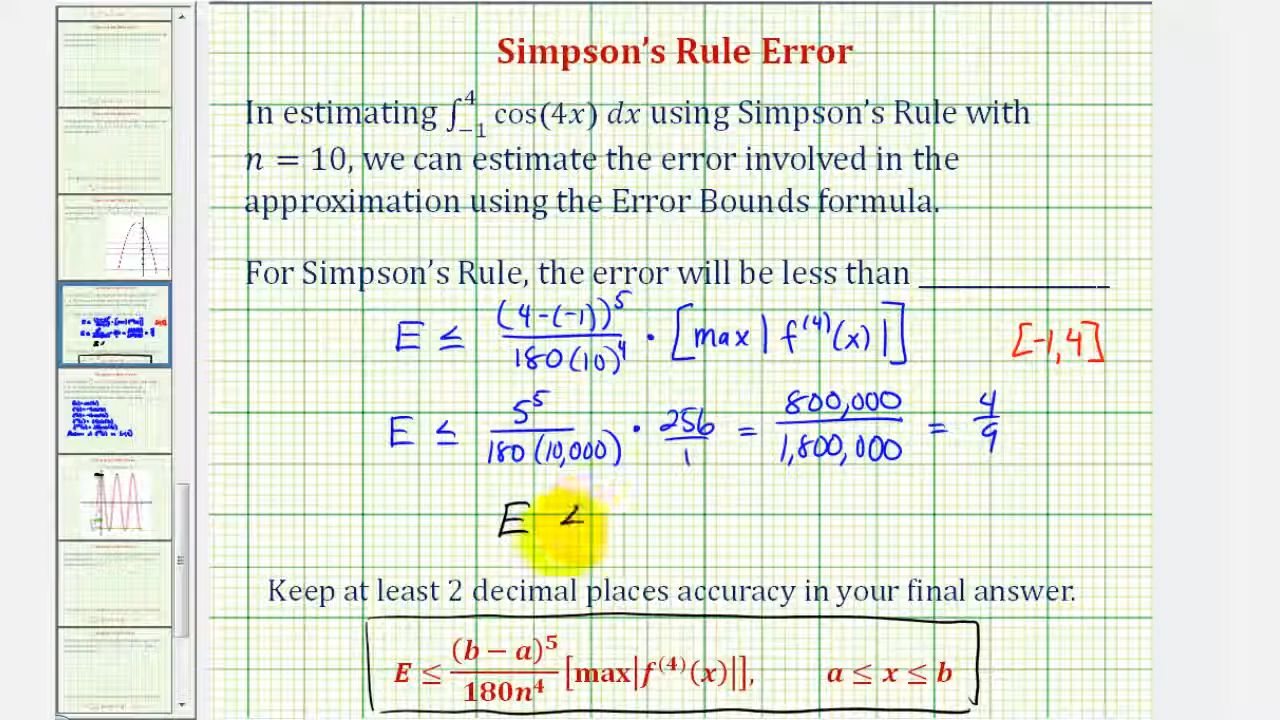 Simpson's Rule Error
In estimating ∫₋₁⁴ cos(4x) dx using Simpson's Rule with
n = 10, we can estimate the error involved in the
approximation using the Error Bounds formula.
For Simpson's Rule, the error will be less than ____________
E ≤ (4-(-1))⁵ / 180(10)⁴ · [max | f⁽⁴⁾(x) |] [-1,4]
E ≤ 5⁵ / 180(10,000) · 256/1 = 800,000 / 1,800,000 = 4/9
E <
Keep at least 2 decimal places accuracy in your final answer.
E ≤ (b − a)⁵ / 180n⁴ [max|f⁽⁴⁾(x)|], a ≤ x ≤ b